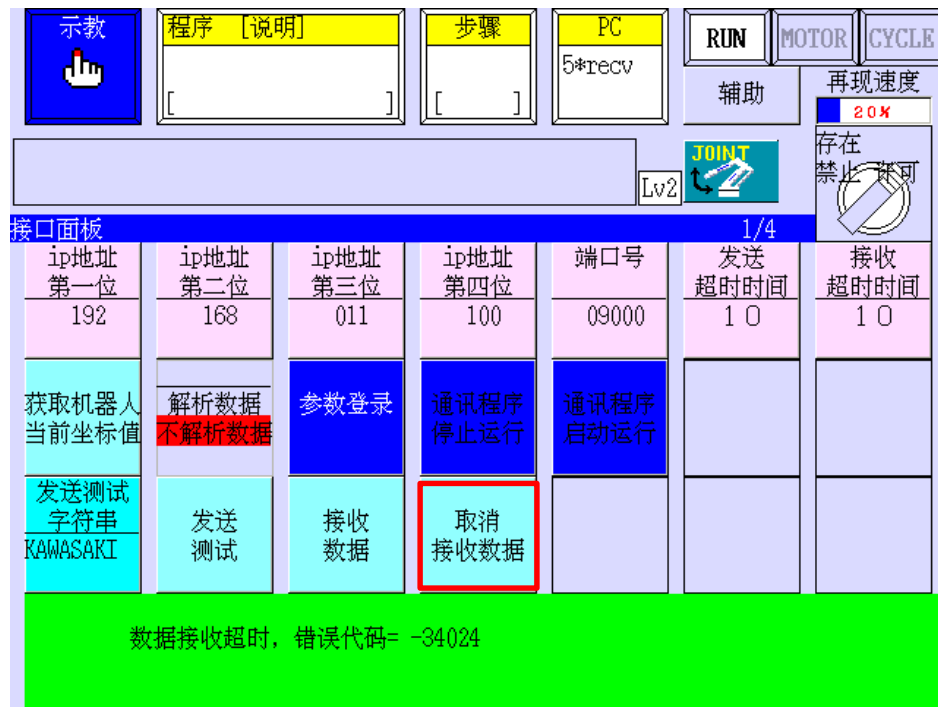 示教
程序 [说明]
步骤
PC
RUN
MOTOR
CYCLE
[ ]
[ ]
5*recv
辅助
再现速度
20%
Lv2
JOINT
存在
禁止 许可
接口面板
1/4
ip地址
第一位
192
ip地址
第二位
168
ip地址
第三位
011
ip地址
第四位
100
端口号
09000
发送
超时时间
10
接收
超时时间
10
获取机器人
当前坐标值
解析数据
不解析数据
参数登录
通讯程序
停止运行
通讯程序
启动运行
发送测试
字符串
KAWASAKI
发送
测试
接收
数据
取消
接收数据
数据接收超时，错误代码= -34024